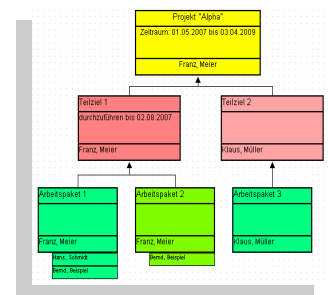 Projekt "Alpha"
Zeitraum: 01.05.2007 bis 03.04.2009
Franz, Meier
Teilziel 1
durchzuführen bis 02.08.2007
Franz, Meier
Teilziel 2
Klaus, Müller
Arbeitspaket 1
Franz, Meier
Hans, Schmidt
Bernd, Beispiel
Arbeitspaket 2
Franz, Meier
Bernd, Beispiel
Arbeitspaket 3
Klaus, Müller